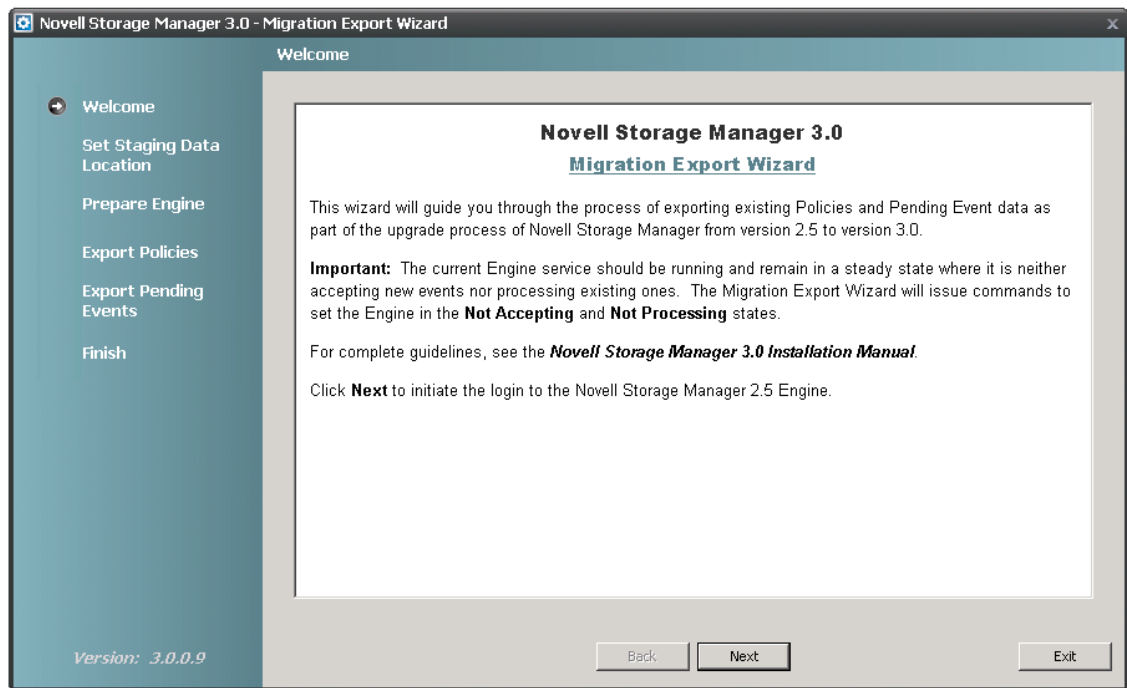 Novell Storage Manager 3.0 - Migration Export Wizard
x
Welcome
Welcome
Set Staging Data
Location
Prepare Engine
Export Policies
Export Pending
Events
Finish
Version: 3.0.0.9
Novell Storage Manager 3.0
Migration Export Wizard
This wizard will guide you through the process of exporting existing Policies and Pending Event data as
part of the upgrade process of Novell Storage Manager from version 2.5 to version 3.0.
Important: The current Engine service should be running and remain in a steady state where it is neither
accepting new events nor processing existing ones. The Migration Export Wizard will issue commands to
set the Engine in the Not Accepting and Not Processing states.
For complete guidelines, see the Novell Storage Manager 3.0 Installation Manual.
Click Next to initiate the login to the Novell Storage Manager 2.5 Engine.
Back
Next
Exit